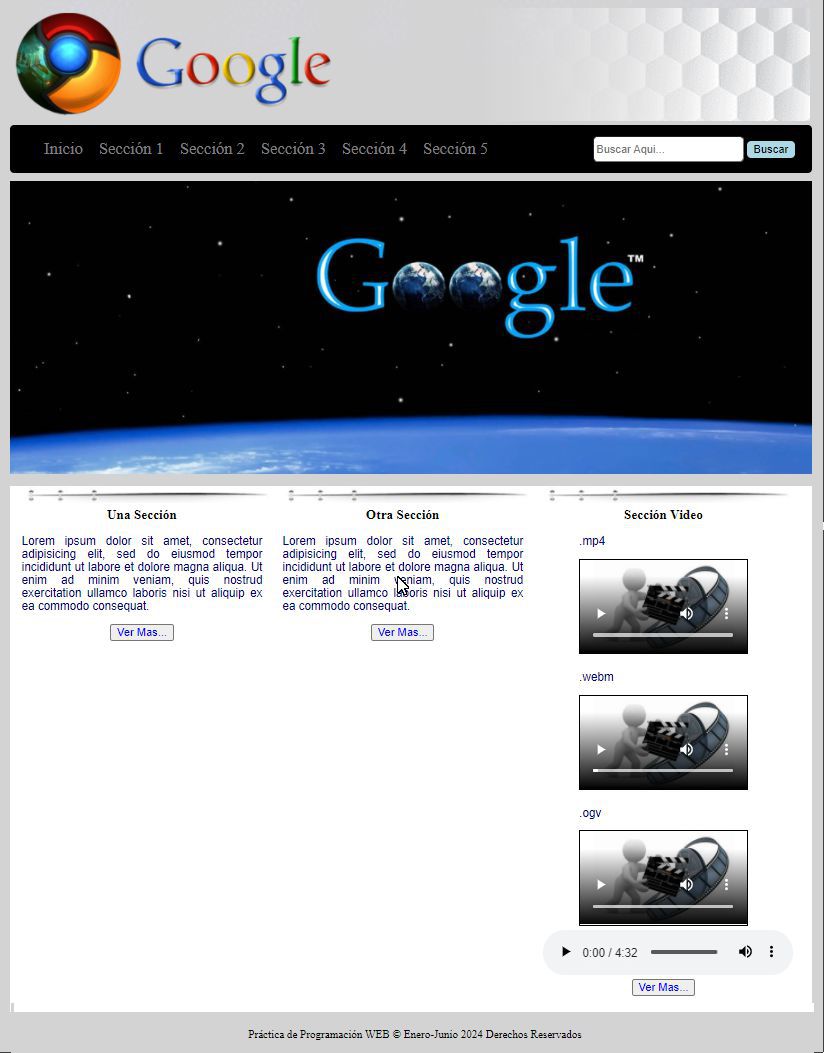 Google
Inicio Sección 1 Sección 2 Sección 3 Sección 4 Sección 5 Buscar Aqui... Buscar
Google™
Una Sección
Lorem ipsum dolor sit amet, consectetur
adipisicing elit, sed do eiusmod tempor
incididunt ut labore et dolore magna aliqua. Ut
enim ad minim veniam, quis nostrud
exercitation ullamco laboris nisi ut aliquip ex
ea commodo consequat.
Ver Mas...
Otra Sección
Lorem ipsum dolor sit amet, consectetur
adipisicing elit, sed do eiusmod tempor
incididunt ut labore et dolore magna aliqua. Ut
enim ad minim veniam, quis nostrud
exercitation ullamco laboris nisi ut aliquip ex
ea commodo consequat.
Ver Mas...
Sección Video
.mp4
.webm
.ogv
0:00 / 4:32
Ver Mas...
Práctica de Programación WEB © Enero-Junio 2024 Derechos Reservados